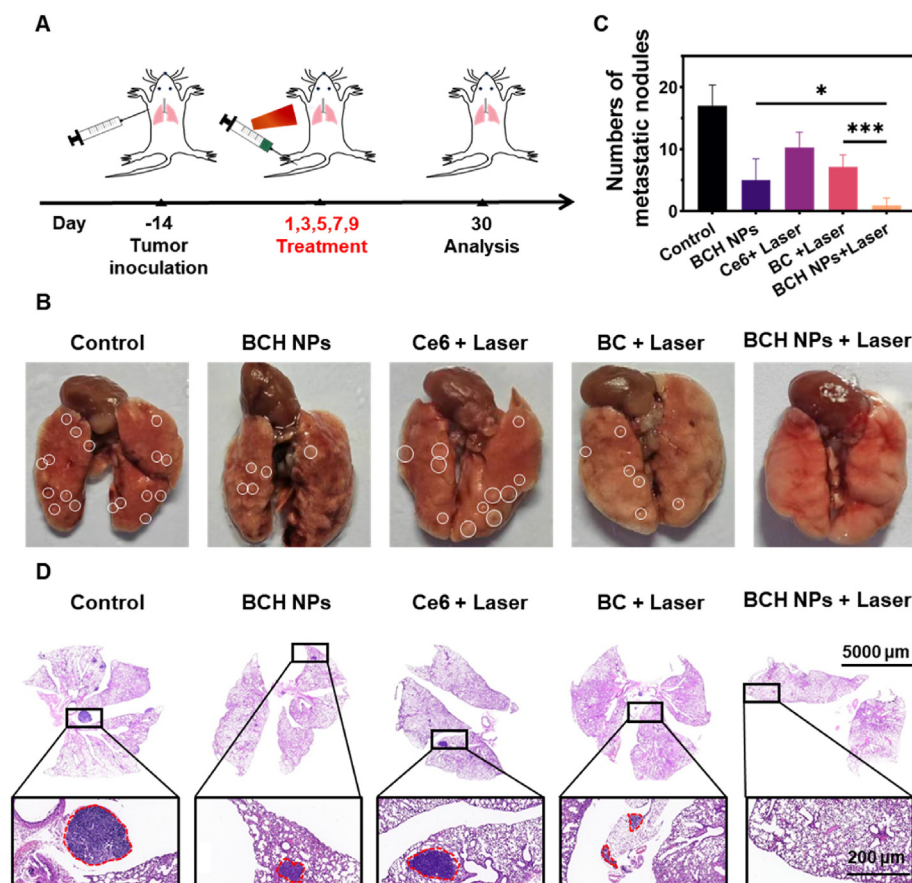 A
Day
-14
Tumor
inoculation
1,3,5,7,9
Treatment
30
Analysis
C
Numbers of
metastatic nodules
20
10
0
*
***
Control
BCH NPs
Ce6+ Laser
BC +Laser
BCH NPs+Laser
B
Control
BCH NPs
Ce6 + Laser
BC + Laser
BCH NPs + Laser
D
Control
BCH NPs
Ce6 + Laser
BC + Laser
BCH NPs + Laser
5000 µm
200 µm